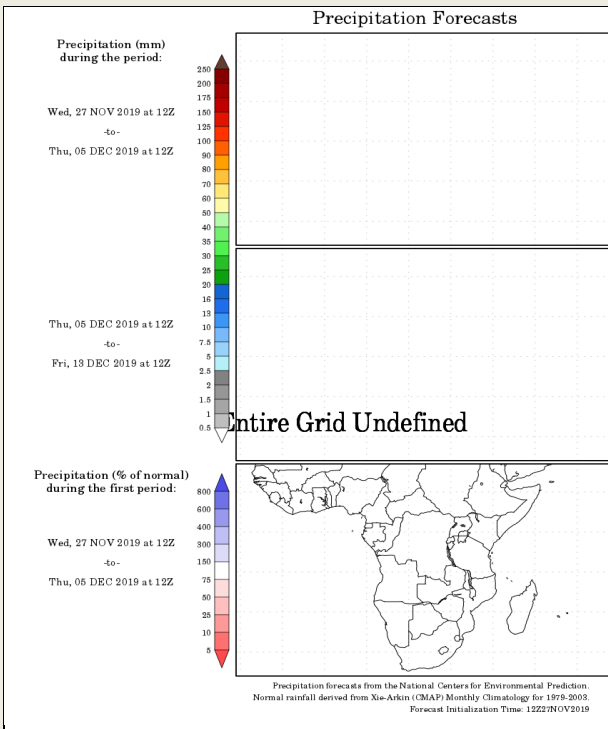 Precipitation Forecasts
Precipitation (mm)
during the period:
Wed, 27 NOV 2019 at 12Z
-to-
Thu, 05 DEC 2019 at 12Z
250
200
175
150
125
100
90
80
70
60
50
40
35
30
25
20
16
13
10
7.5
5
2.5
2
1.5
1
0.5
Thu, 05 DEC 2019 at 12Z
-to-
Fri, 13 DEC 2019 at 12Z
Entire Grid Undefined
Precipitation (% of normal)
during the first period:
Wed, 27 NOV 2019 at 12Z
-to-
Thu, 05 DEC 2019 at 12Z
800
600
400
300
150
75
50
25
10
5
Precipitation forecasts from the National Centers for Environmental Prediction.
Normal rainfall derived from Xie-Arkin (CMAP) Monthly Climatology for 1979-2003.
Forecast Initialization Time: 12Z27NOV2019